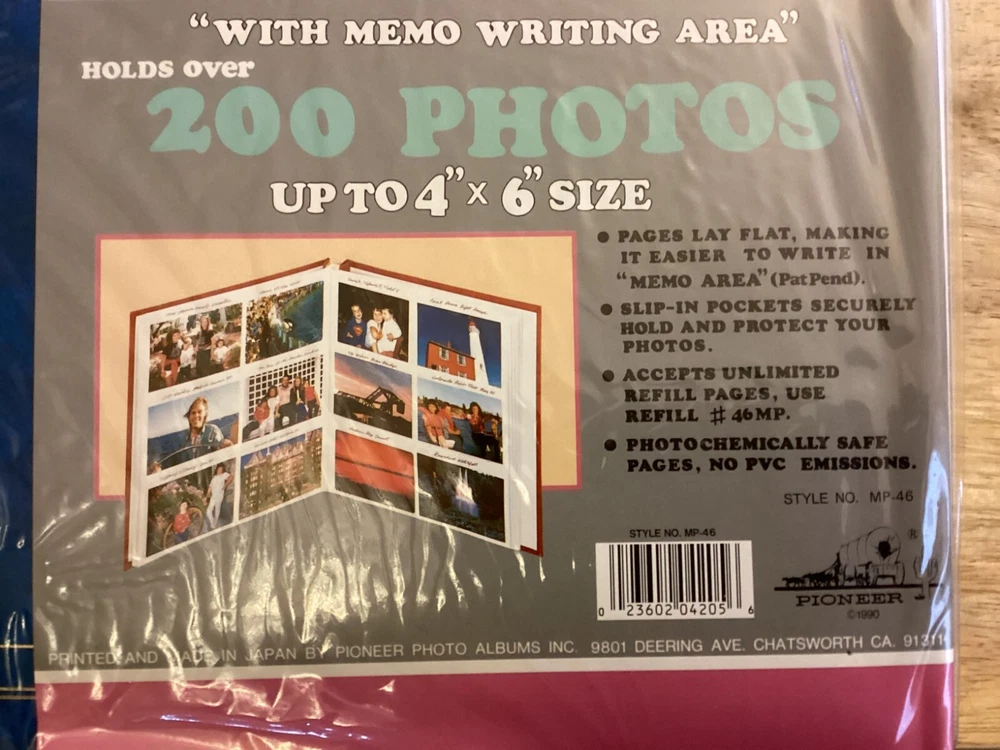 “WITH MEMO WRITING AREA”
HOLDS over
200 PHOTOS
UP TO 4” x 6” SIZE
● PAGES LAY FLAT, MAKING
IT EASIER TO WRITE IN
“MEMO AREA” (Pat Pend).
● SLIP-IN POCKETS SECURELY
HOLD AND PROTECT YOUR
PHOTOS.
● ACCEPTS UNLIMITED
REFILL PAGES, USE
REFILL # 46MP.
● PHOTOCHEMICALLY SAFE
PAGES, NO PVC EMISSIONS.
STYLE NO. MP-46
STYLE NO. MP-46
0 23602 04205 6
®
PIONEER
©1990
PRINTED AND MADE IN JAPAN BY PIONEER PHOTO ALBUMS INC. 9801 DEERING AVE. CHATSWORTH CA. 91311